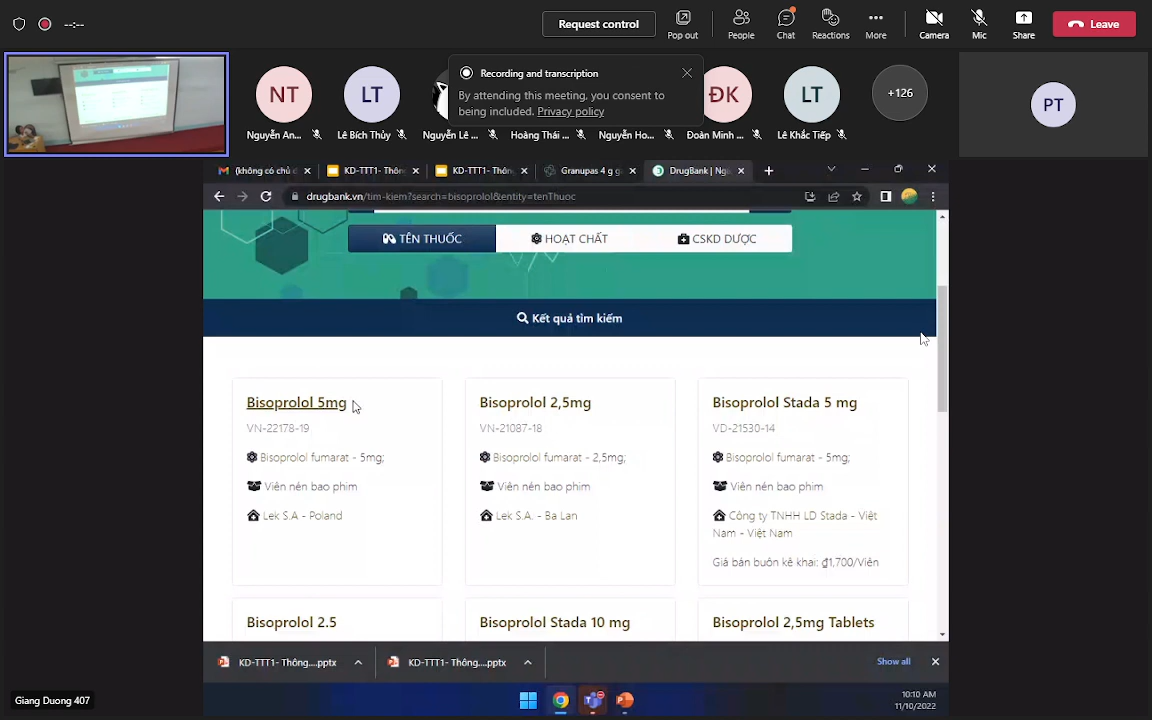 --:--
Request control
Pop out
People
Chat
Reactions
More
Camera
Mic
Share
Leave
Recording and transcription
By attending this meeting, you consent to
being included. Privacy policy
NT
LT
ĐK
LT
+126
PT
Nguyễn An...
Lê Bích Thủy
Nguyễn Lê ...
Hoàng Thái ...
Nguyễn Ho...
Đoàn Minh ...
Lê Khắc Tiếp
(không có chủ đ
KD-TTT1- Thông
KD-TTT1- Thông
Granupas 4 g g
DrugBank | Ng
drugbank.vn/tim-kiem?search=bisoprolol&entity=tenThuoc
TÊN THUỐC
HOẠT CHẤT
CSKD DƯỢC
Kết quả tìm kiếm
Bisoprolol 5mg
VN-22178-19
Bisoprolol fumarat - 5mg;
Viên nén bao phim
Lek S.A - Poland
Bisoprolol 2,5mg
VN-21087-18
Bisoprolol fumarat - 2,5mg;
Viên nén bao phim
Lek S.A. - Ba Lan
Bisoprolol Stada 5 mg
VD-21530-14
Bisoprolol fumarat - 5mg;
Viên nén bao phim
Công ty TNHH LD Stada - Việt
Nam - Việt Nam
Giá bán buôn kê khai: ₫1,700/Viên
Bisoprolol 2.5
Bisoprolol Stada 10 mg
Bisoprolol 2,5mg Tablets
KD-TTT1- Thông....pptx
KD-TTT1- Thông....pptx
Show all
Giang Duong 407
10:10 AM
11/10/2022